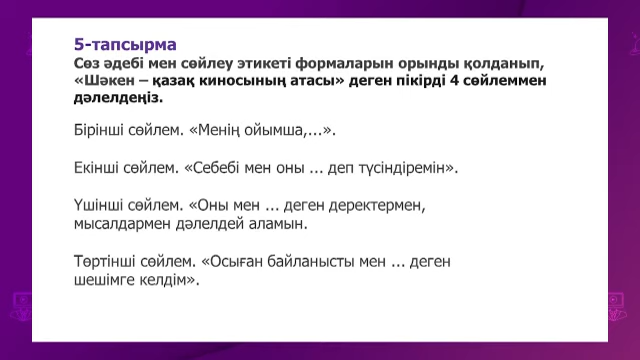 5-тапсырма
Сөз әдебі мен сөйлеу этикеті формаларын орынды қолданып,
«Шәкен – қазақ киносының атасы» деген пікірді 4 сөйлеммен
дәлелдеңіз.
Бірінші сөйлем. «Менің ойымша,...».
Екінші сөйлем. «Себебі мен оны ... деп түсіндіремін».
Үшінші сөйлем. «Оны мен ... деген деректермен,
мысалдармен дәлелдей аламын.
Төртінші сөйлем. «Осыған байланысты мен ... деген
шешімге келдім».